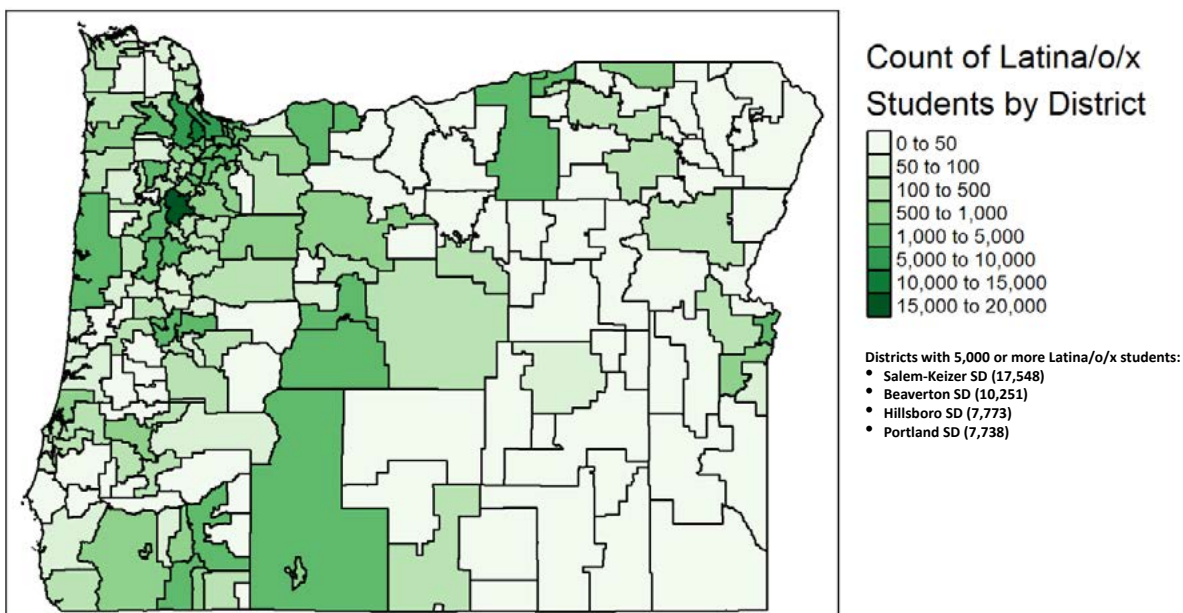 Count of Latina/o/x
Students by District
0 to 50
50 to 100
100 to 500
500 to 1,000
1,000 to 5,000
5,000 to 10,000
10,000 to 15,000
15,000 to 20,000
Districts with 5,000 or more Latina/o/x students:
• Salem-Keizer SD (17,548)
• Beaverton SD (10,251)
• Hillsboro SD (7,773)
• Portland SD (7,738)